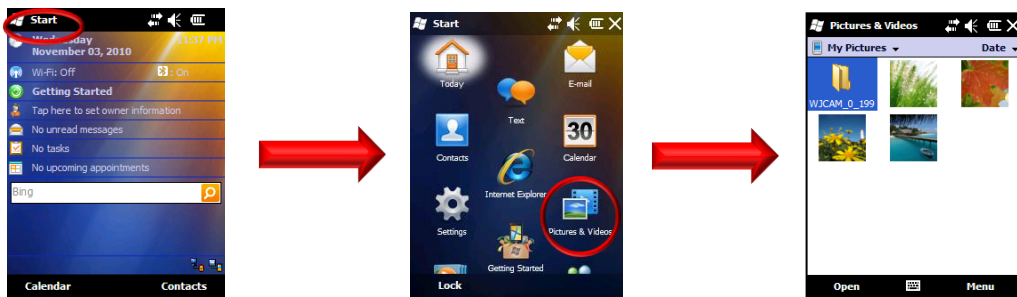 Start
Wednesday
11:37 PM
November 03, 2010
Wi-Fi: Off
: On
Getting Started
Tap here to set owner information
No unread messages
No tasks
No upcoming appointments
Bing
Calendar Contacts
Start
Today
E-mail
Text
Contacts
30
Calendar
Internet Explorer
Settings
Pictures & Videos
Getting Started
Lock
Pictures & Videos
My Pictures Date
WJCAM_0_199
Open Menu